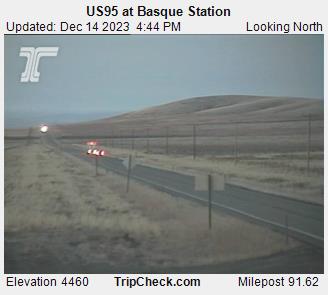 US95 at Basque Station
Updated: Dec 14 2023 4:44 PM Looking North
Elevation 4460 TripCheck.com Milepost 91.62